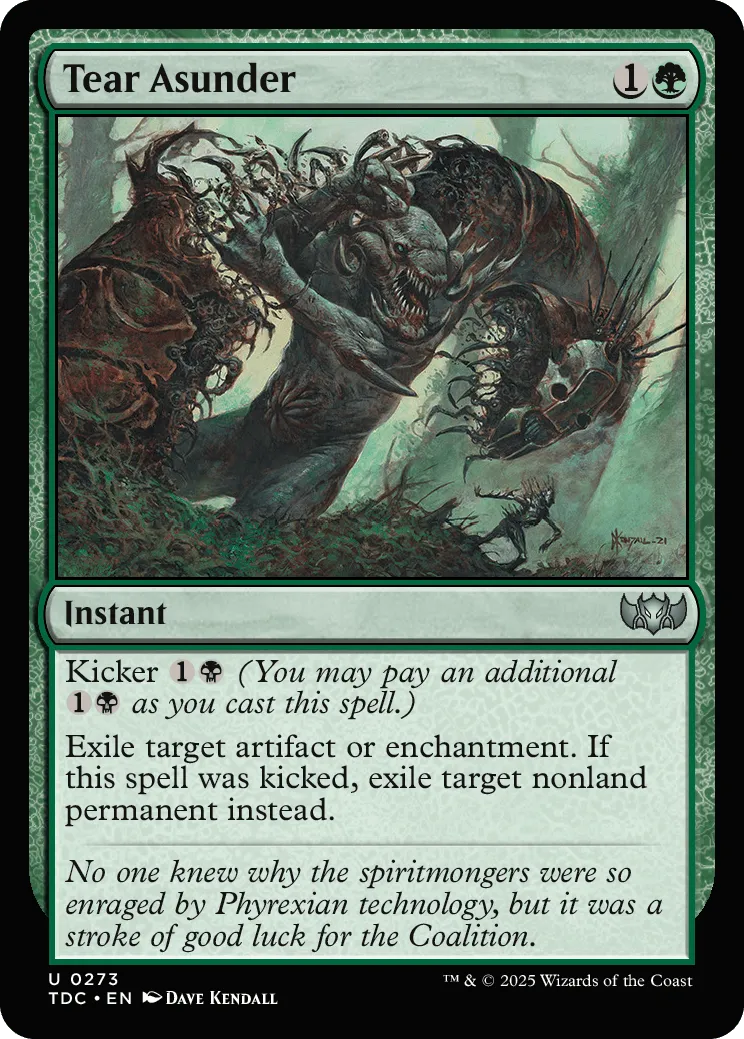 Tear Asunder 1
Instant
Kicker 1 (You may pay an additional
1 as you cast this spell.)
Exile target artifact or enchantment. If
this spell was kicked, exile target nonland
permanent instead.
No one knew why the spiritmongers were so
enraged by Phyrexian technology, but it was a
stroke of good luck for the Coalition.
U 0273 ™ & © 2025 Wizards of the Coast
TDC • EN DAVE KENDALL